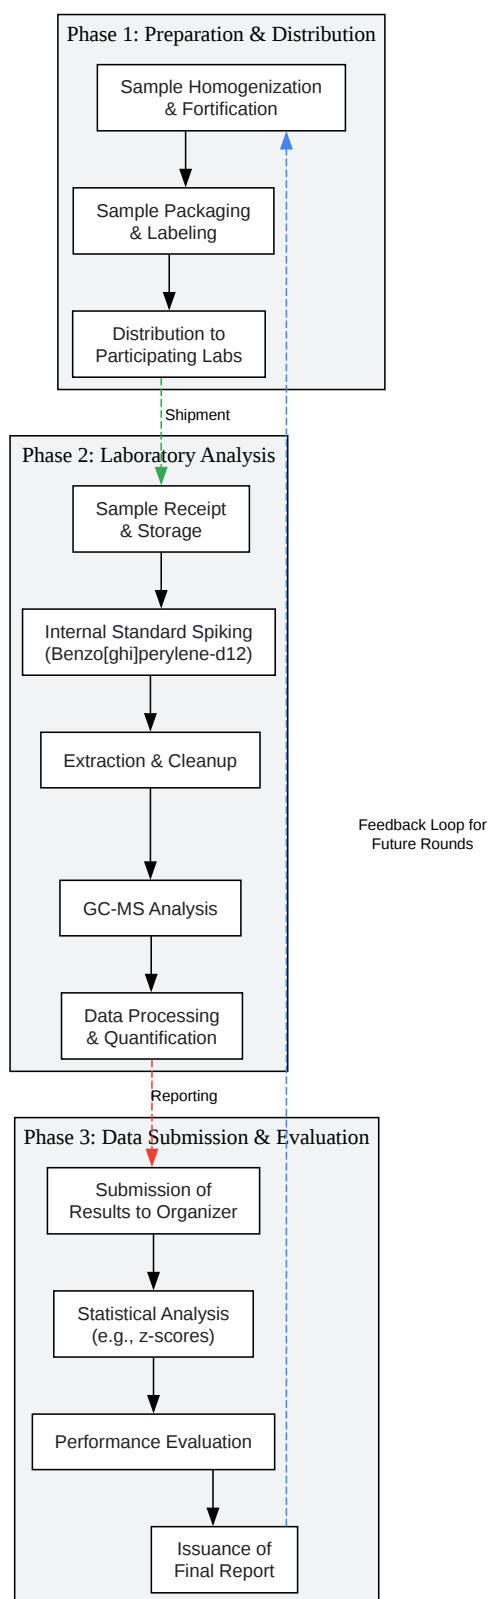 Phase 1: Preparation & Distribution
Sample Homogenization
& Fortification
Sample Packaging
& Labeling
Distribution to
Participating Labs
Shipment
Phase 2: Laboratory Analysis
Sample Receipt
& Storage
Internal Standard Spiking
(Benzo[ghi]perylene-d12)
Extraction & Cleanup
Feedback Loop for
Future Rounds
GC-MS Analysis
Data Processing
& Quantification
Reporting
Phase 3: Data Submission & Evaluation
Submission of
Results to Organizer
Statistical Analysis
(e.g., z-scores)
Performance Evaluation
Issuance of
Final Report